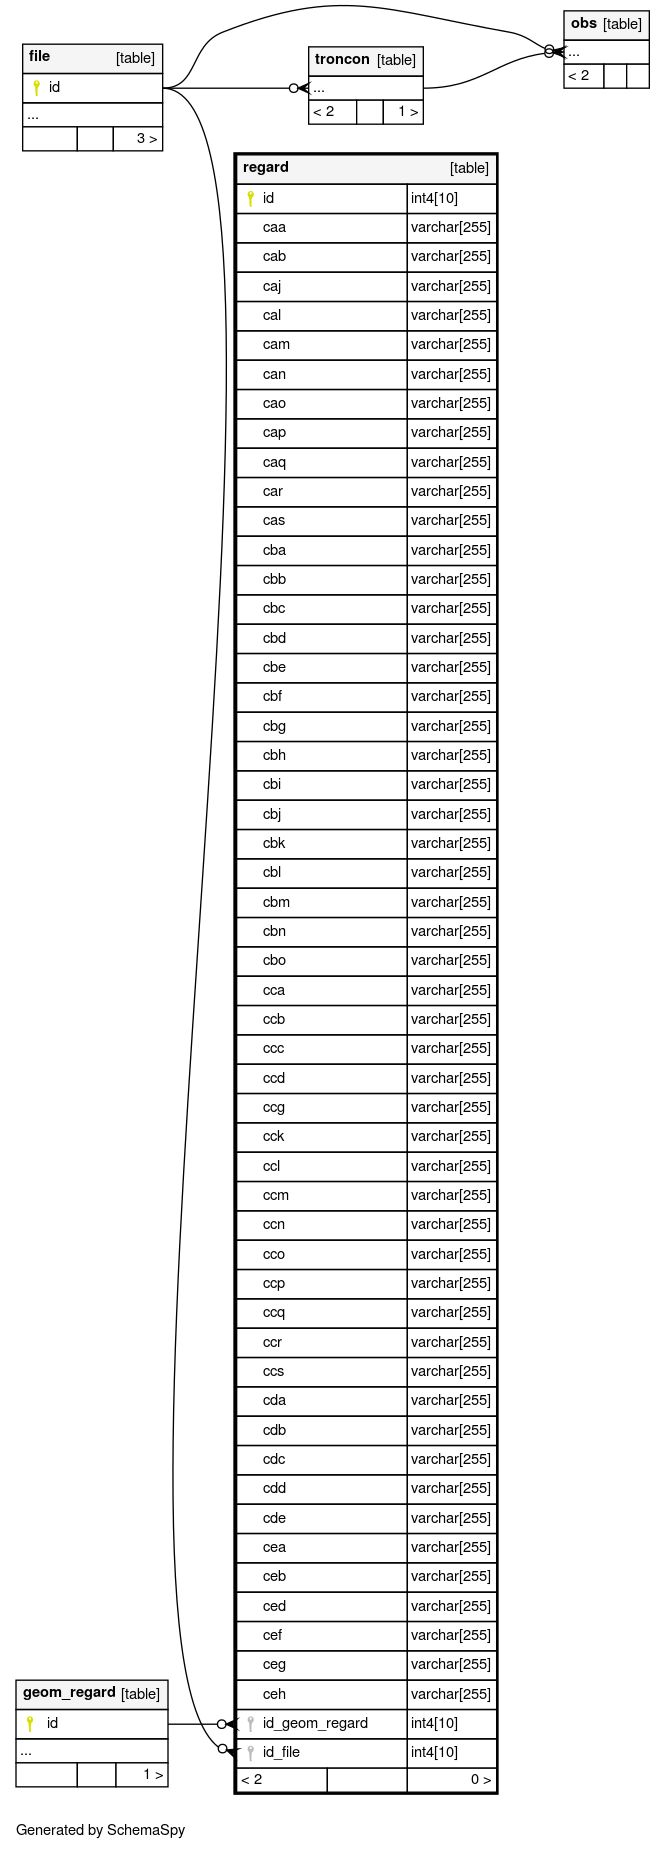 obs [table]
...
< 2
file [table]
id
...
3 >
troncon [table]
...
< 2 1 >
regard [table]
id int4[10]
caa varchar[255]
cab varchar[255]
caj varchar[255]
cal varchar[255]
cam varchar[255]
can varchar[255]
cao varchar[255]
cap varchar[255]
caq varchar[255]
car varchar[255]
cas varchar[255]
cba varchar[255]
cbb varchar[255]
cbc varchar[255]
cbd varchar[255]
cbe varchar[255]
cbf varchar[255]
cbg varchar[255]
cbh varchar[255]
cbi varchar[255]
cbj varchar[255]
cbk varchar[255]
cbl varchar[255]
cbm varchar[255]
cbn varchar[255]
cbo varchar[255]
cca varchar[255]
ccb varchar[255]
ccc varchar[255]
ccd varchar[255]
ccg varchar[255]
cck varchar[255]
ccl varchar[255]
ccm varchar[255]
ccn varchar[255]
cco varchar[255]
ccp varchar[255]
ccq varchar[255]
ccr varchar[255]
ccs varchar[255]
cda varchar[255]
cdb varchar[255]
cdc varchar[255]
cdd varchar[255]
cde varchar[255]
cea varchar[255]
ceb varchar[255]
ced varchar[255]
cef varchar[255]
ceg varchar[255]
ceh varchar[255]
id_geom_regard int4[10]
id_file int4[10]
< 2 0 >
geom_regard [table]
id
...
1 >
Generated by SchemaSpy